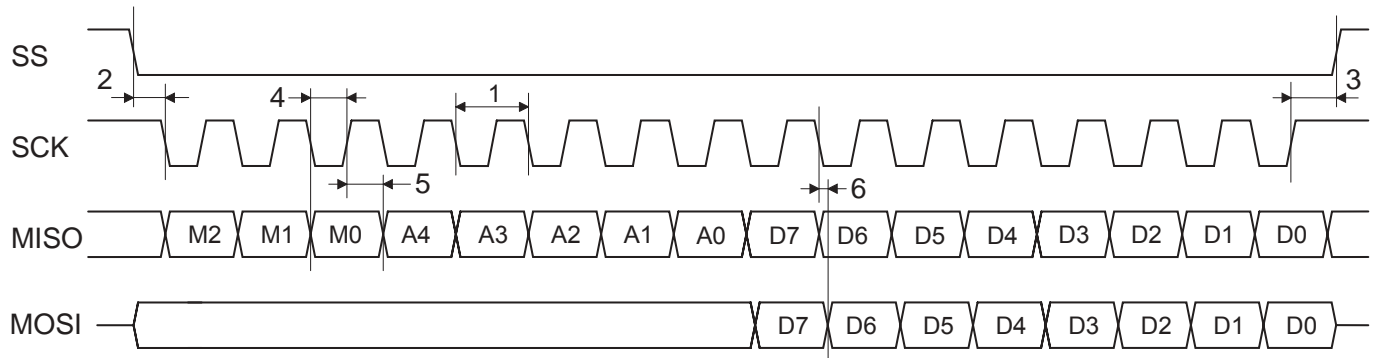 SS
2
4
1
3
SCK
5
6
MISO
M2 M1 M0 A4 A3 A2 A1 A0 D7 D6 D5 D4 D3 D2 D1 D0
MOSI
D7 D6 D5 D4 D3 D2 D1 D0